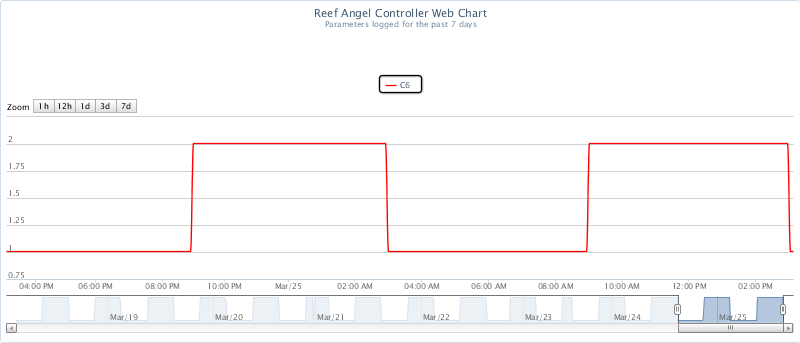 Reef Angel Controller Web Chart
Parameters logged for the past 7 days
C6
Zoom 1h 12h 1d 3d 7d
2
1.75
1.5
1.25
1
0.75
04:00 PM 06:00 PM 08:00 PM 10:00 PM Mar/25 02:00 AM 04:00 AM 06:00 AM 08:00 AM 10:00 AM 12:00 PM 02:00 PM
Mar/19 Mar/20 Mar/21 Mar/22 Mar/23 Mar/24 Mar/25